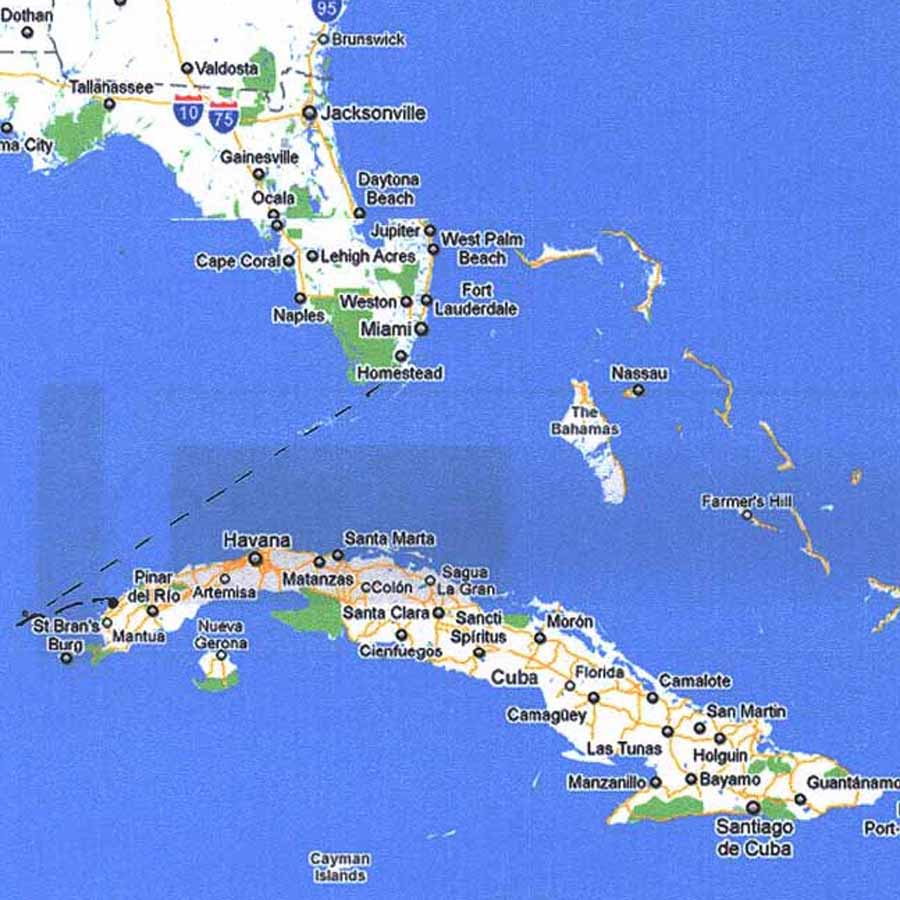 95
Dothan
Brunswick
Valdosta
Tallahassee
10
75
Jacksonville
ma City
Gainesville
Ocala
Daytona
Beach
Jupiter
West Palm
Beach
Cape Coral
Lehigh Acres
Naples
Weston
Fort
Lauderdale
Miami
Homestead
Nassau
The
Bahamas
Farmer's Hill
Havana
Santa Marta
Pinar
del Río
Artemisa
Matanzas
Colón
Sagua
La Gran
St Bran's
Burg
Mantua
Nueva
Gerona
Santa Clara
Cienfuegos
Sancti
Spíritus
Morón
Cuba
Florida
Camalote
Camagüey
San Martin
Las Tunas
Holguin
Manzanillo
Bayamo
Guantánamo
Santiago
de Cuba
Port-
Cayman
Islands